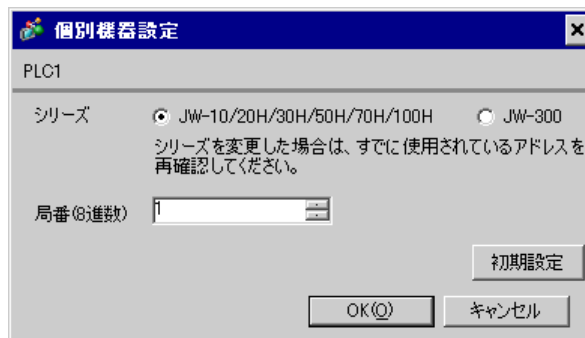 個別機器設定
PLC1
シリーズ
JW-10/20H/30H/50H/70H/100H
JW-300
シリーズを変更した場合は、すでに使用されているアドレスを
再確認してください。
局番(8進数)
1
初期設定
OK(O)
キャンセル